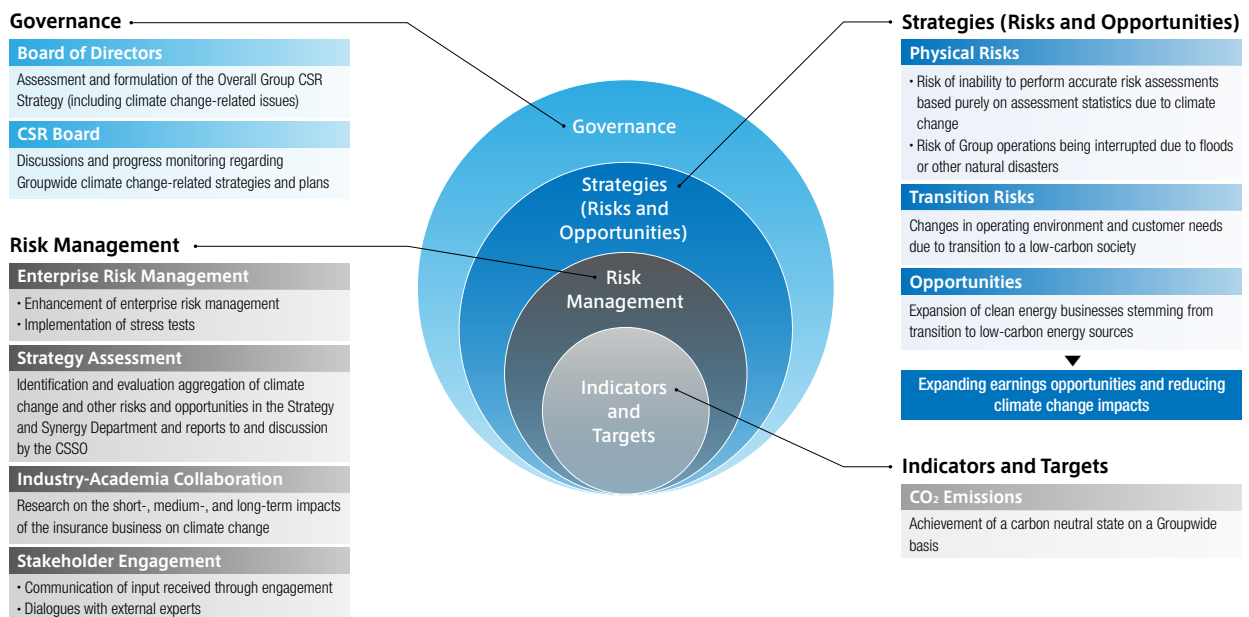 Governance
Board of Directors
Assessment and formulation of the Overall Group CSR
Strategy (including climate change-related issues)
CSR Board
Discussions and progress monitoring regarding
Groupwide climate change-related strategies and plans
Risk Management
Enterprise Risk Management
• Enhancement of enterprise risk management
• Implementation of stress tests
Strategy Assessment
Identification and evaluation aggregation of climate
change and other risks and opportunities in the Strategy
and Synergy Department and reports to and discussion
by the CSSO
Industry-Academia Collaboration
Research on the short-, medium-, and long-term impacts
of the insurance business on climate change
Stakeholder Engagement
• Communication of input received through engagement
• Dialogues with external experts
Governance
Strategies
(Risks and
Opportunities)
Risk
Management
Indicators
and
Targets
Strategies (Risks and Opportunities)
Physical Risks
• Risk of inability to perform accurate risk assessments
based purely on assessment statistics due to climate
change
• Risk of Group operations being interrupted due to floods
or other natural disasters
Transition Risks
Changes in operating environment and customer needs
due to transition to a low-carbon society
Opportunities
Expansion of clean energy businesses stemming from
transition to low-carbon energy sources
Expanding earnings opportunities and reducing
climate change impacts
Indicators and Targets
CO₂ Emissions
Achievement of a carbon neutral state on a Groupwide
basis